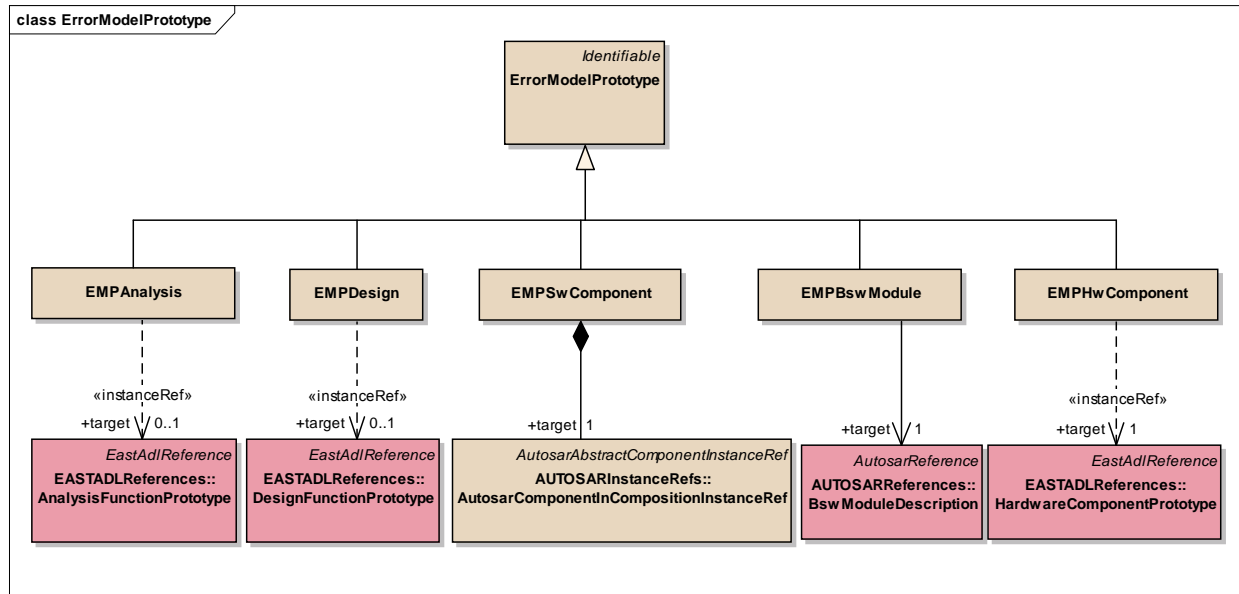 class ErrorModelPrototype
Identifiable
ErrorModelPrototype
EMPAnalysis
EMPDesign
EMPSwComponent
EMPBswModule
EMPHwComponent
«instanceRef»
«instanceRef»
«instanceRef»
+target 0..1
+target 0..1
+target 1
+target 1
+target 1
EastAdlReference
EASTADLReferences::
AnalysisFunctionPrototype
EastAdlReference
EASTADLReferences::
DesignFunctionPrototype
AutosarAbstractComponentInstanceRef
AUTOSARInstanceRefs::
AutosarComponentInCompositionInstanceRef
AutosarReference
AUTOSARReferences::
BswModuleDescription
EastAdlReference
EASTADLReferences::
HardwareComponentPrototype